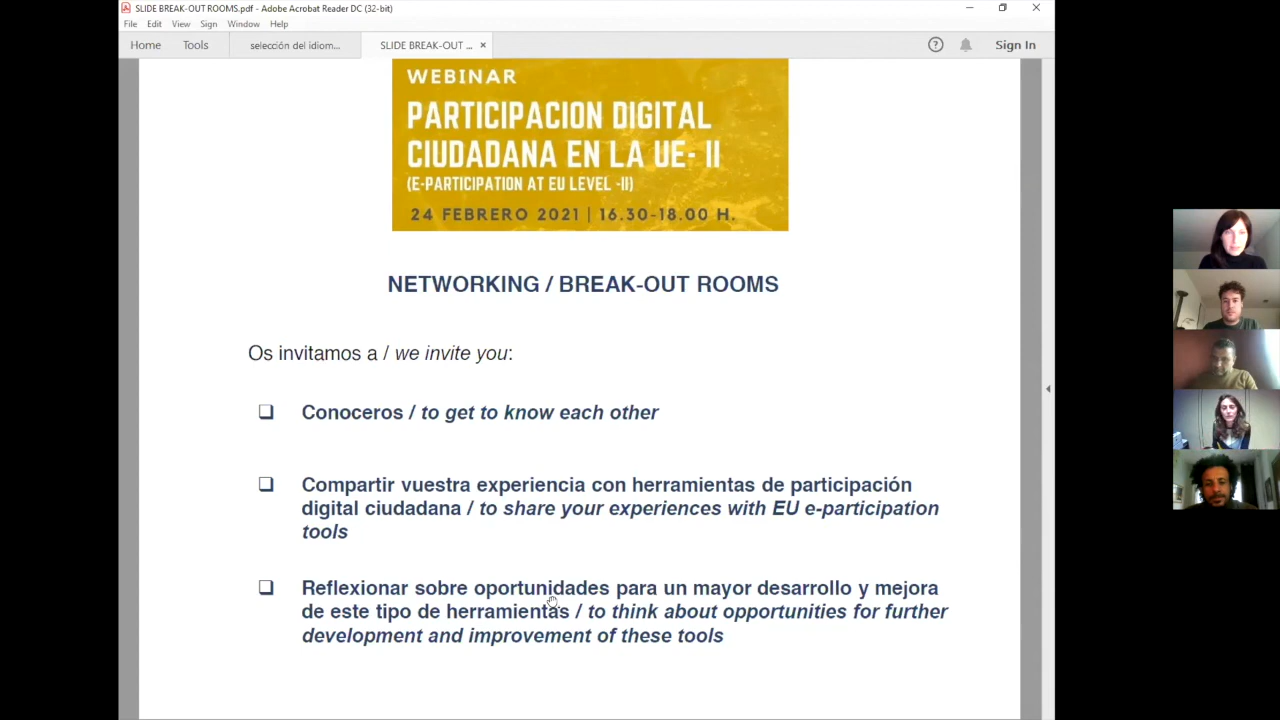 SLIDE BREAK-OUT ROOMS.pdf - Adobe Acrobat Reader DC (32-bit)
File Edit View Sign Window Help
Home Tools selección del idiom... SLIDE BREAK-OUT ... × Sign In
WEBINAR
PARTICIPACION DIGITAL
CIUDADANA EN LA UE- II
(E-PARTICIPATION AT EU LEVEL -II)
24 FEBRERO 2021 | 16.30-18.00 H.
NETWORKING / BREAK-OUT ROOMS
Os invitamos a / we invite you:
❑ Conoceros / to get to know each other
❑ Compartir vuestra experiencia con herramientas de participación
digital ciudadana / to share your experiences with EU e-participation
tools
❑ Reflexionar sobre oportunidades para un mayor desarrollo y mejora
de este tipo de herramientas / to think about opportunities for further
development and improvement of these tools